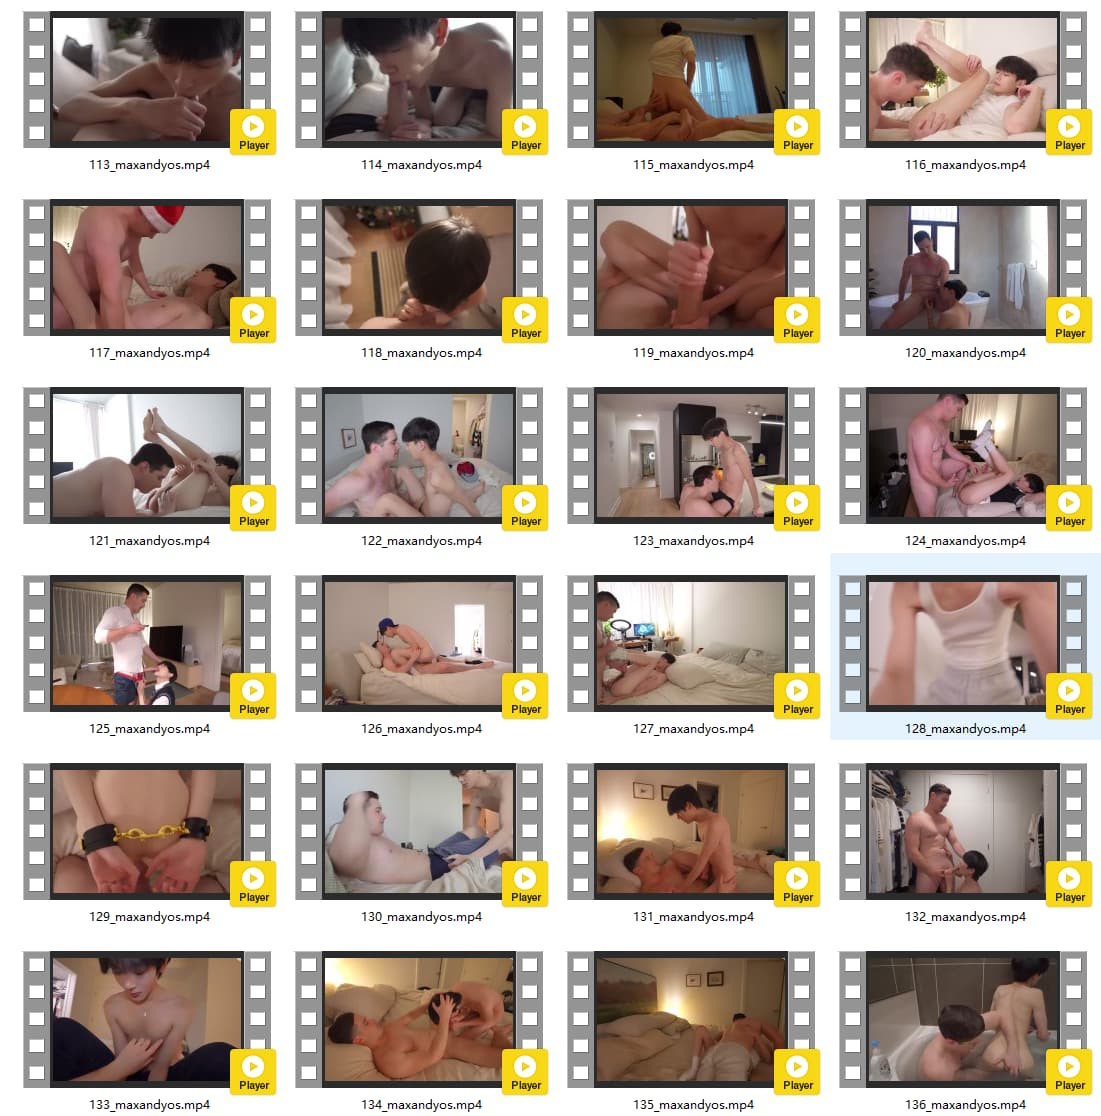 Player
Player
Player
Player
113_maxandyos.mp4
114_maxandyos.mp4
115_maxandyos.mp4
116_maxandyos.mp4
Player
Player
Player
Player
117_maxandyos.mp4
118_maxandyos.mp4
119_maxandyos.mp4
120_maxandyos.mp4
Player
Player
Player
Player
121_maxandyos.mp4
122_maxandyos.mp4
123_maxandyos.mp4
124_maxandyos.mp4
Player
Player
Player
Player
125_maxandyos.mp4
126_maxandyos.mp4
127_maxandyos.mp4
128_maxandyos.mp4
Player
Player
Player
Player
129_maxandyos.mp4
130_maxandyos.mp4
131_maxandyos.mp4
132_maxandyos.mp4
Player
Player
Player
Player
133_maxandyos.mp4
134_maxandyos.mp4
135_maxandyos.mp4
136_maxandyos.mp4